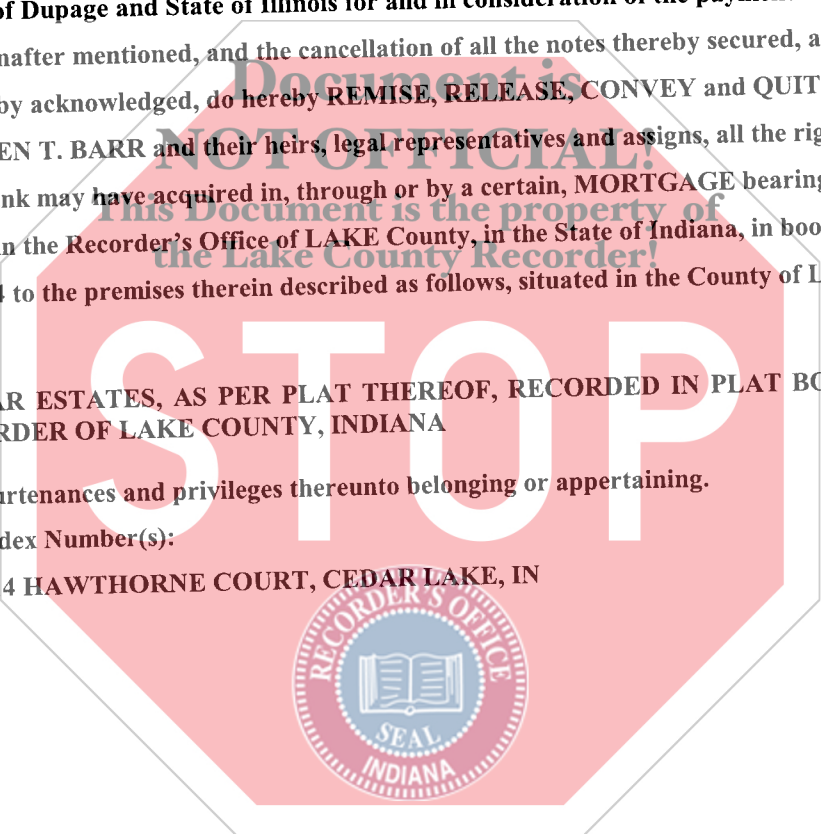 of Dupage and State of Illinois for and in consideration of the payment
nafter mentioned, and the cancellation of all the notes thereby secured, a
Document is
by acknowledged, do hereby REMISE, RELEASE, CONVEY and QUIT
NOT OFFICIAL!
EN T. BARR and their heirs, legal representatives and assigns, all the rig
nk may have acquired in, through or by a certain, MORTGAGE bearing
This Document is the property of
in the Recorder's Office of LAKE County, in the State of Indiana, in boo
the Lake County Recorder!
4 to the premises therein described as follows, situated in the County of L
STOP
AR ESTATES, AS PER PLAT THEREOF, RECORDED IN PLAT BO
RDER OF LAKE COUNTY, INDIANA
urtenances and privileges thereunto belonging or appertaining.
dex Number(s):
4 HAWTHORNE COURT, CEDAR LAKE, IN
RECORDER'S OFFICE
SEAL
INDIANA